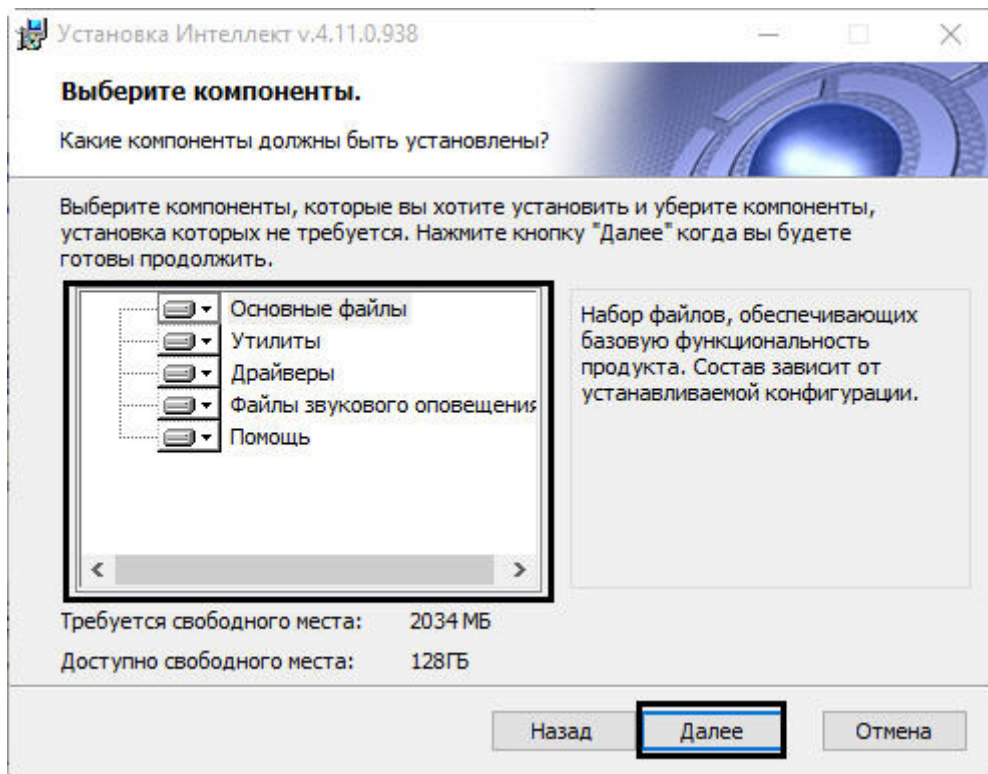 Установка Интеллект v.4.11.0.938
Выберите компоненты.
Какие компоненты должны быть установлены?
Выберите компоненты, которые вы хотите установить и уберите компоненты,
установка которых не требуется. Нажмите кнопку "Далее" когда вы будете
готовы продолжить.
Основные файлы
Утилиты
Драйверы
Файлы звукового оповещения
Помощь
Набор файлов, обеспечивающих
базовую функциональность
продукта. Состав зависит от
устанавливаемой конфигурации.
Требуется свободного места: 2034 МБ
Доступно свободного места: 128ГБ
Назад Далее Отмена